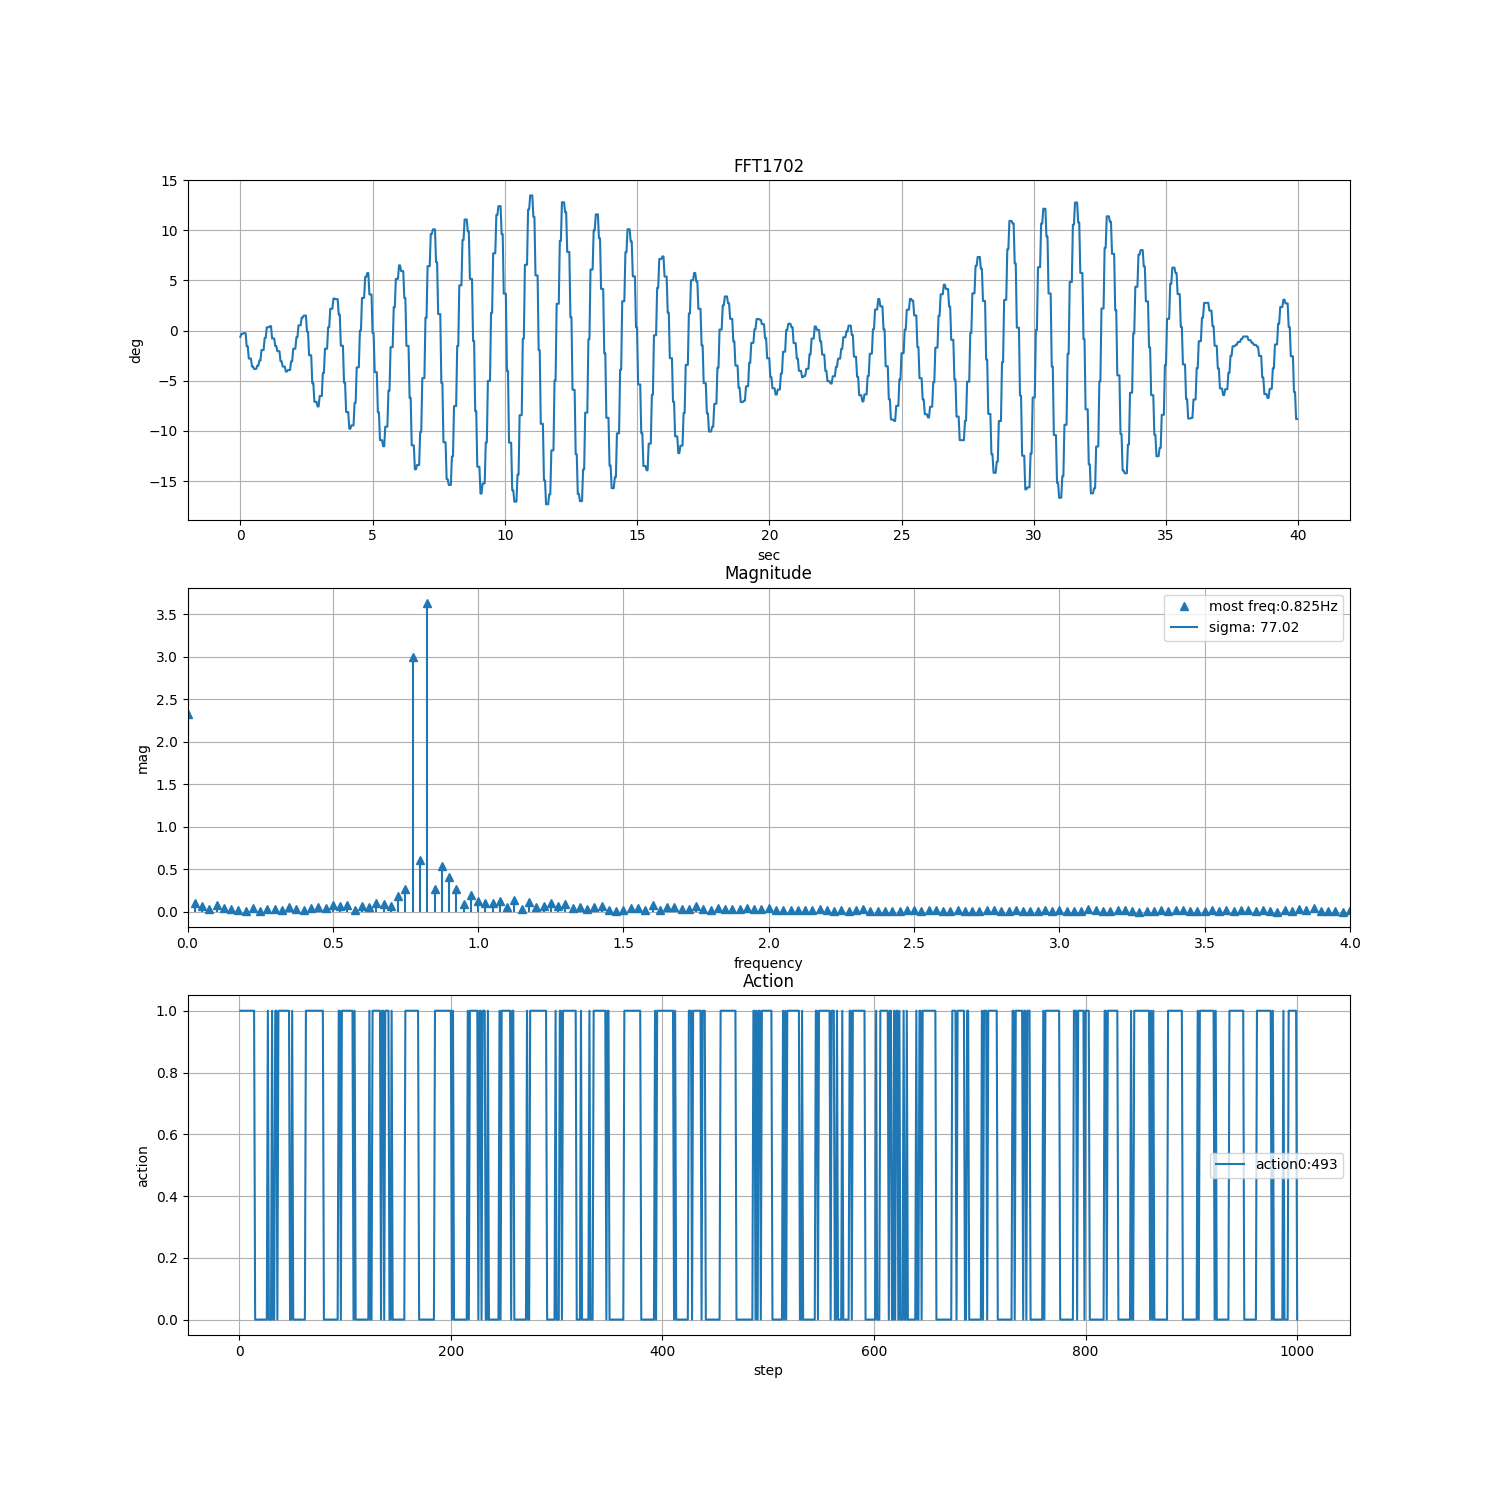 FFT1702
15
10
5
0
−5
−10
−15
deg
0 5 10 15 20 25 30 35 40
sec
Magnitude
most freq:0.825Hz
sigma: 77.02
3.5
3.0
2.5
2.0
1.5
1.0
0.5
0.0
mag
0.0 0.5 1.0 1.5 2.0 2.5 3.0 3.5 4.0
frequency
Action
1.0
0.8
0.6
0.4
0.2
0.0
action
action0:493
0 200 400 600 800 1000
step